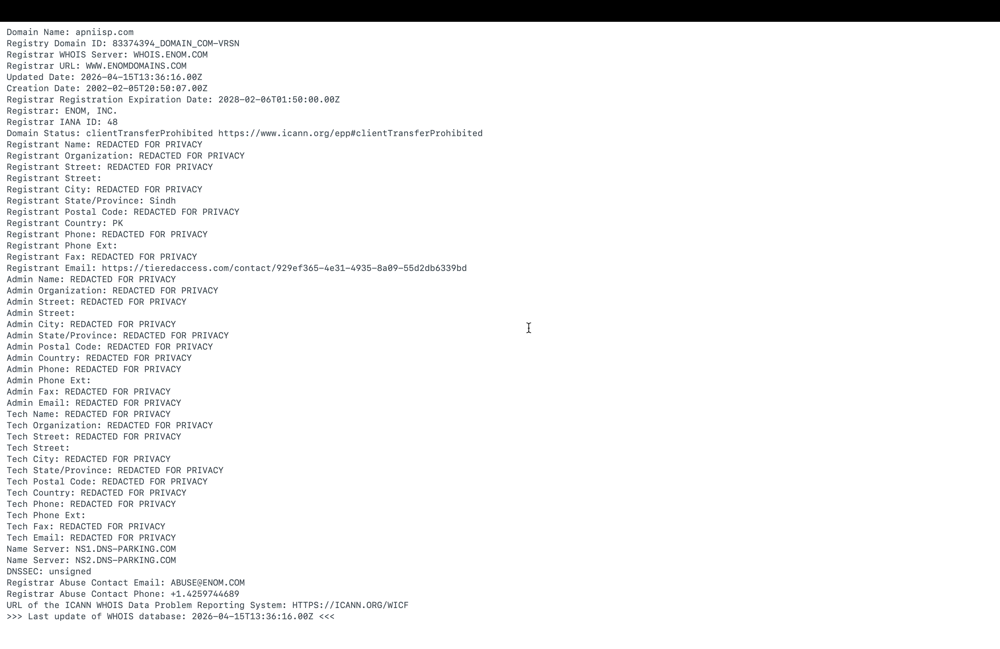 Domain Name: apniisp.com
Registry Domain ID: 83374394_DOMAIN_COM-VRSN
Registrar WHOIS Server: WHOIS.ENOM.COM
Registrar URL: WWW.ENOMDOMAINS.COM
Updated Date: 2026-04-15T13:36:16.00Z
Creation Date: 2002-02-05T20:50:07.00Z
Registrar Registration Expiration Date: 2028-02-06T01:50:00.00Z
Registrar: ENOM, INC.
Registrar IANA ID: 48
Domain Status: clientTransferProhibited https://www.icann.org/epp#clientTransferProhibited
Registrant Name: REDACTED FOR PRIVACY
Registrant Organization: REDACTED FOR PRIVACY
Registrant Street: REDACTED FOR PRIVACY
Registrant Street:
Registrant City: REDACTED FOR PRIVACY
Registrant State/Province: Sindh
Registrant Postal Code: REDACTED FOR PRIVACY
Registrant Country: PK
Registrant Phone: REDACTED FOR PRIVACY
Registrant Phone Ext:
Registrant Fax: REDACTED FOR PRIVACY
Registrant Email: https://tieredaccess.com/contact/929ef365-4e31-4935-8a09-55d2db6339bd
Admin Name: REDACTED FOR PRIVACY
Admin Organization: REDACTED FOR PRIVACY
Admin Street: REDACTED FOR PRIVACY
Admin Street:
Admin City: REDACTED FOR PRIVACY
Admin State/Province: REDACTED FOR PRIVACY
Admin Postal Code: REDACTED FOR PRIVACY
Admin Country: REDACTED FOR PRIVACY
Admin Phone: REDACTED FOR PRIVACY
Admin Phone Ext:
Admin Fax: REDACTED FOR PRIVACY
Admin Email: REDACTED FOR PRIVACY
Tech Name: REDACTED FOR PRIVACY
Tech Organization: REDACTED FOR PRIVACY
Tech Street: REDACTED FOR PRIVACY
Tech Street:
Tech City: REDACTED FOR PRIVACY
Tech State/Province: REDACTED FOR PRIVACY
Tech Postal Code: REDACTED FOR PRIVACY
Tech Country: REDACTED FOR PRIVACY
Tech Phone: REDACTED FOR PRIVACY
Tech Phone Ext:
Tech Fax: REDACTED FOR PRIVACY
Tech Email: REDACTED FOR PRIVACY
Name Server: NS1.DNS-PARKING.COM
Name Server: NS2.DNS-PARKING.COM
DNSSEC: unsigned
Registrar Abuse Contact Email: ABUSE@ENOM.COM
Registrar Abuse Contact Phone: +1.4259744689
URL of the ICANN WHOIS Data Problem Reporting System: HTTPS://ICANN.ORG/WICF
>>> Last update of WHOIS database: 2026-04-15T13:36:16.00Z <<<